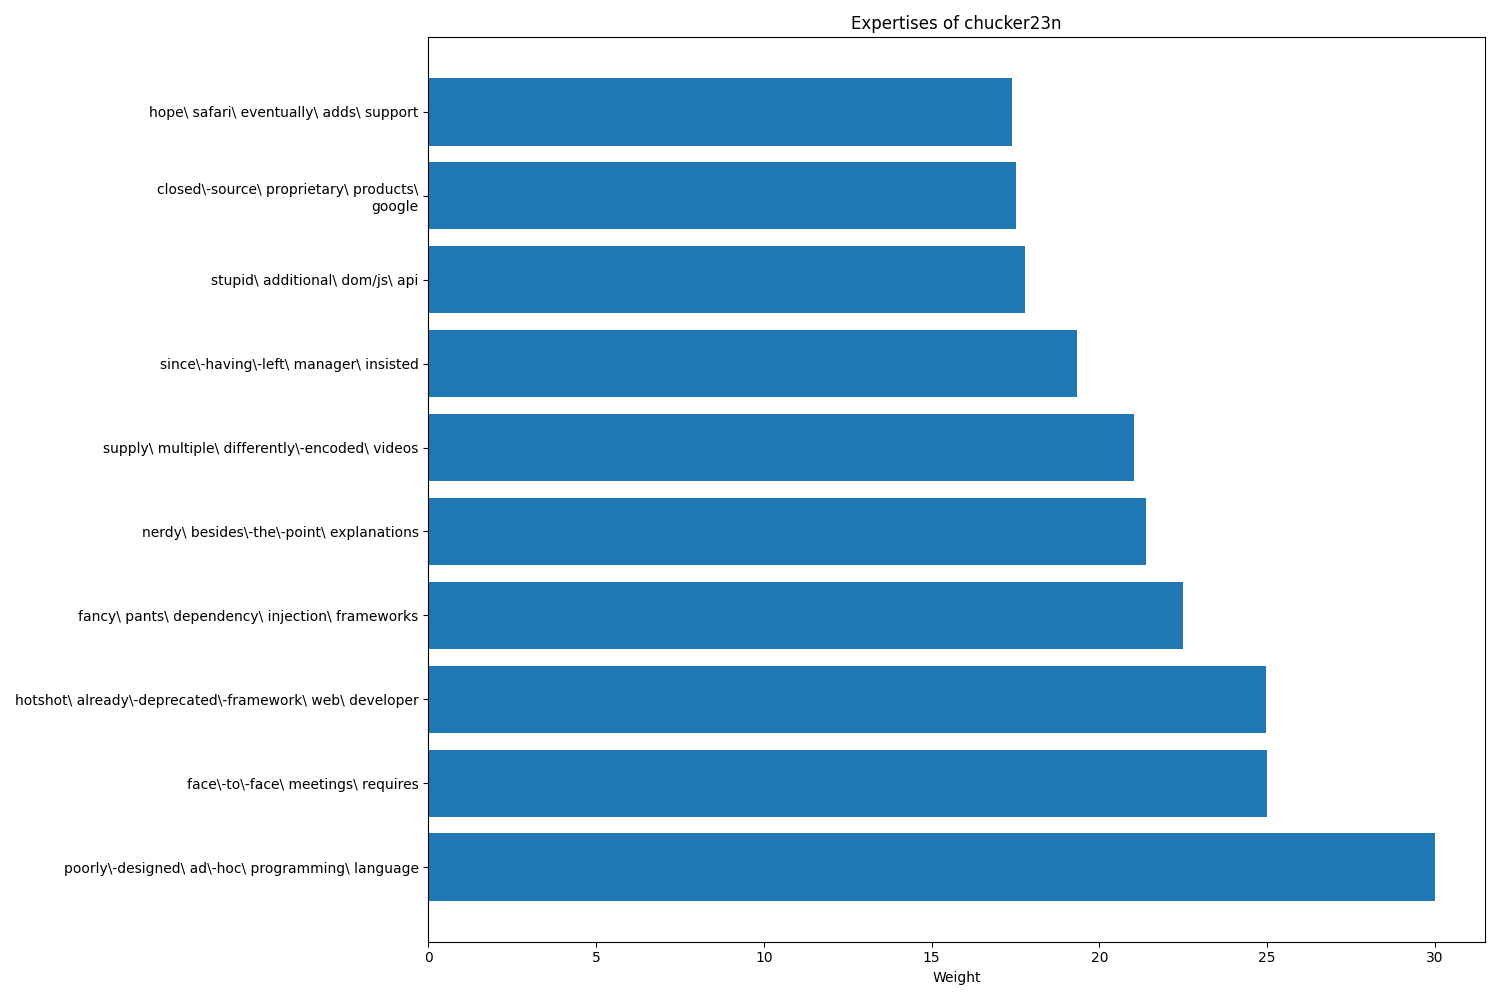 Expertises of chucker23n
hope\ safari\ eventually\ adds\ support
closed\-source\ proprietary\ products\
google
stupid\ additional\ dom/js\ api
since\-having\-left\ manager\ insisted
supply\ multiple\ differently\-encoded\ videos
nerdy\ besides\-the\-point\ explanations
fancy\ pants\ dependency\ injection\ frameworks
hotshot\ already\-deprecated\-framework\ web\ developer
face\-to\-face\ meetings\ requires
poorly\-designed\ ad\-hoc\ programming\ language
0 5 10 15 20 25 30
Weight